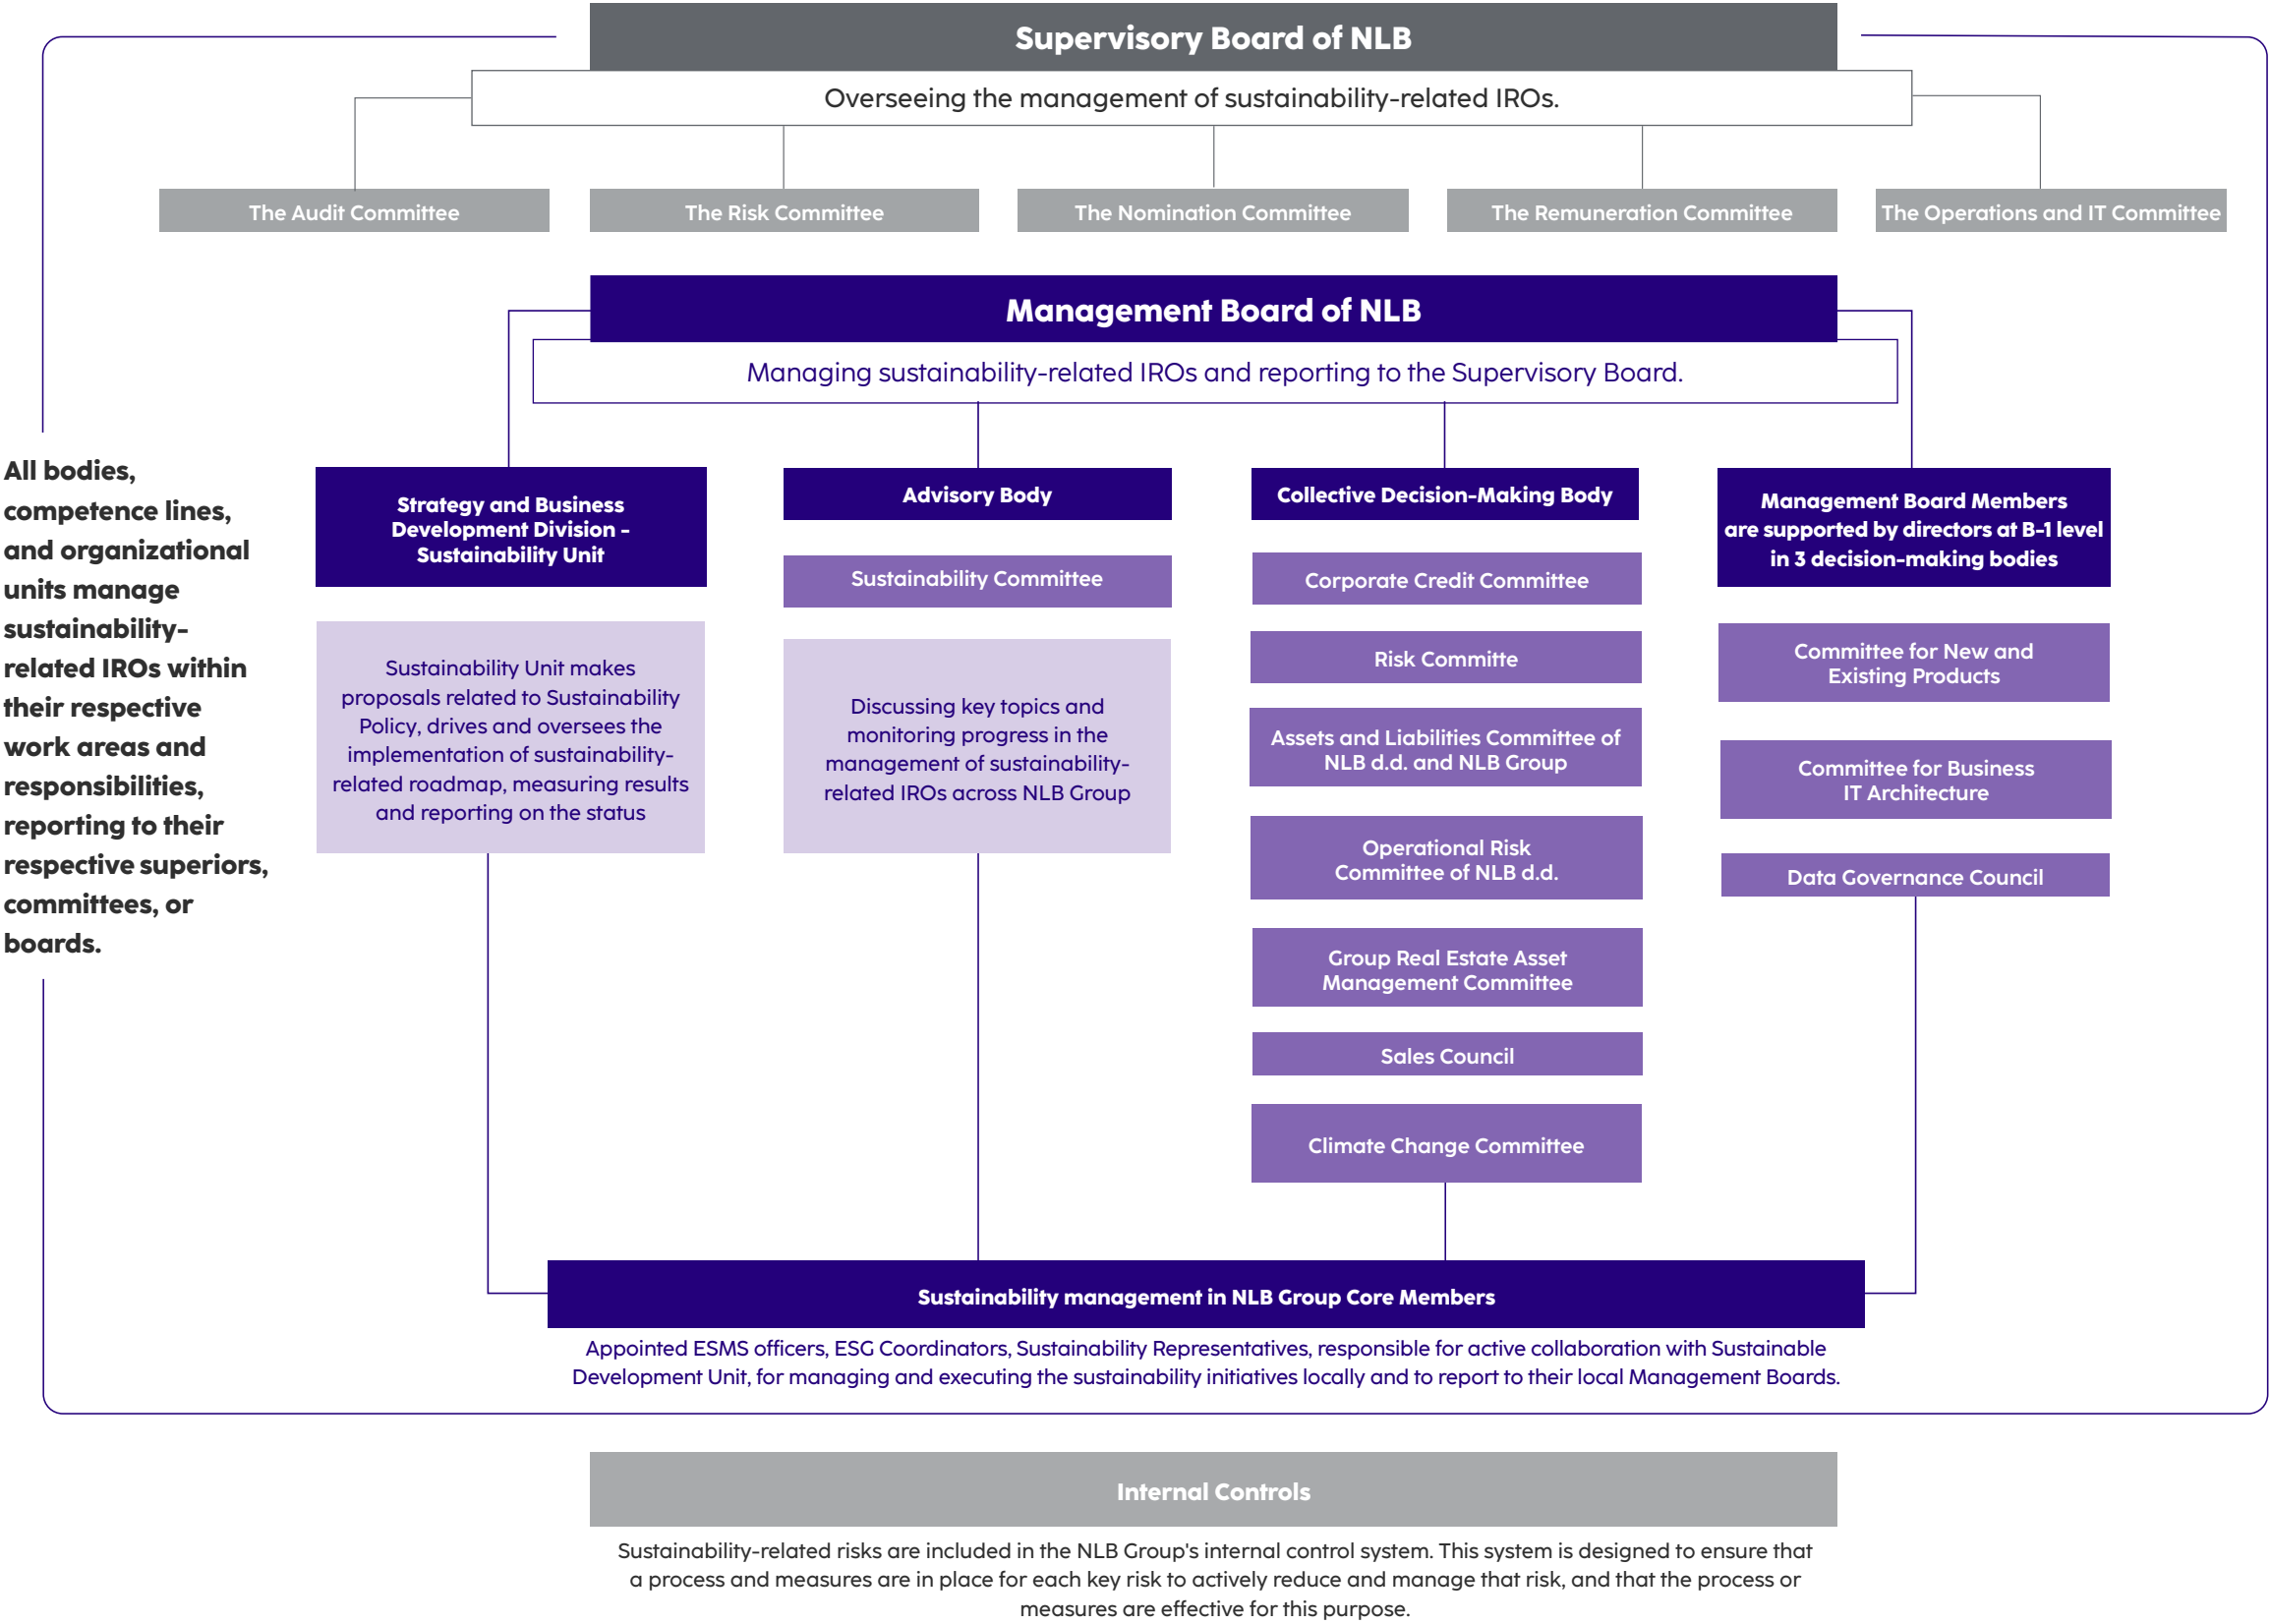 Supervisory Board of NLB
Overseeing the management of sustainability-related IROs.
The Audit Committee
The Risk Committee
The Nomination Committee
The Remuneration Committee
The Operations and IT Committee
Management Board of NLB
Managing sustainability-related IROs and reporting to the Supervisory Board.
All bodies,
competence lines,
and organizational
units manage
sustainability-
related IROs within
their respective
work areas and
responsibilities,
reporting to their
respective superiors,
committees, or
boards.
Strategy and Business
Development Division -
Sustainability Unit
Sustainability Unit makes
proposals related to Sustainability
Policy, drives and oversees the
implementation of sustainability-
related roadmap, measuring results
and reporting on the status
Advisory Body
Sustainability Committee
Discussing key topics and
monitoring progress in the
management of sustainability-
related IROs across NLB Group
Collective Decision-Making Body
Corporate Credit Committee
Risk Committe
Assets and Liabilities Committee of
NLB d.d. and NLB Group
Operational Risk
Committee of NLB d.d.
Group Real Estate Asset
Management Committee
Sales Council
Climate Change Committee
Management Board Members
are supported by directors at B-1 level
in 3 decision-making bodies
Committee for New and
Existing Products
Committee for Business
IT Architecture
Data Governance Council
Sustainability management in NLB Group Core Members
Appointed ESMS officers, ESG Coordinators, Sustainability Representatives, responsible for active collaboration with Sustainable
Development Unit, for managing and executing the sustainability initiatives locally and to report to their local Management Boards.
Internal Controls
Sustainability-related risks are included in the NLB Group's internal control system. This system is designed to ensure that
a process and measures are in place for each key risk to actively reduce and manage that risk, and that the process or
measures are effective for this purpose.